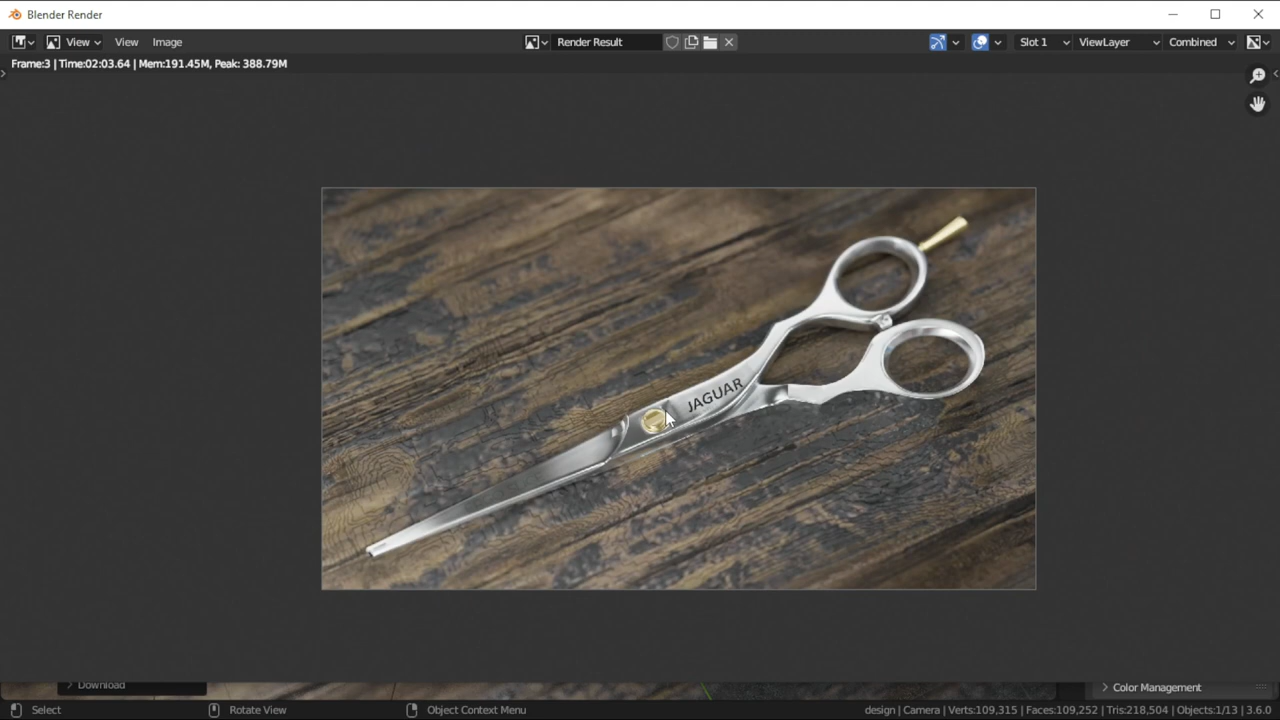 Blender Render
View View Image Render Result Slot 1 ViewLayer Combined
Frame:3 | Time:02:03.64 | Mem:191.45M, Peak: 388.79M
JAGUAR
Download
Color Management
Select Rotate View Object Context Menu design | Camera | Verts:109,315 | Faces:109,252 | Tris:218,504 | Objects:1/13 | 3.6.0